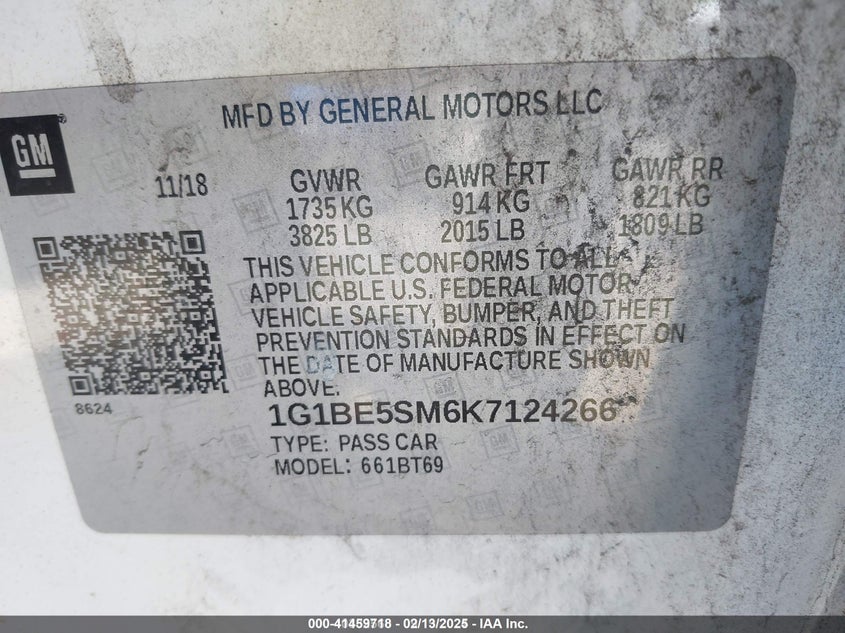 MFD BY GENERAL MOTORS LLC
GM
11/18
GVWR GAWR FRT GAWR RR
1735 KG 914 KG 821 KG
3825 LB 2015 LB 1809 LB
THIS VEHICLE CONFORMS TO ALL
APPLICABLE U.S. FEDERAL MOTOR
VEHICLE SAFETY, BUMPER, AND THEFT
PREVENTION STANDARDS IN EFFECT ON
THE DATE OF MANUFACTURE SHOWN
ABOVE.
8624
1G1BE5SM6K7124266
TYPE: PASS CAR
MODEL: 661BT69
000-41459718 - 02/13/2025 - IAA Inc.